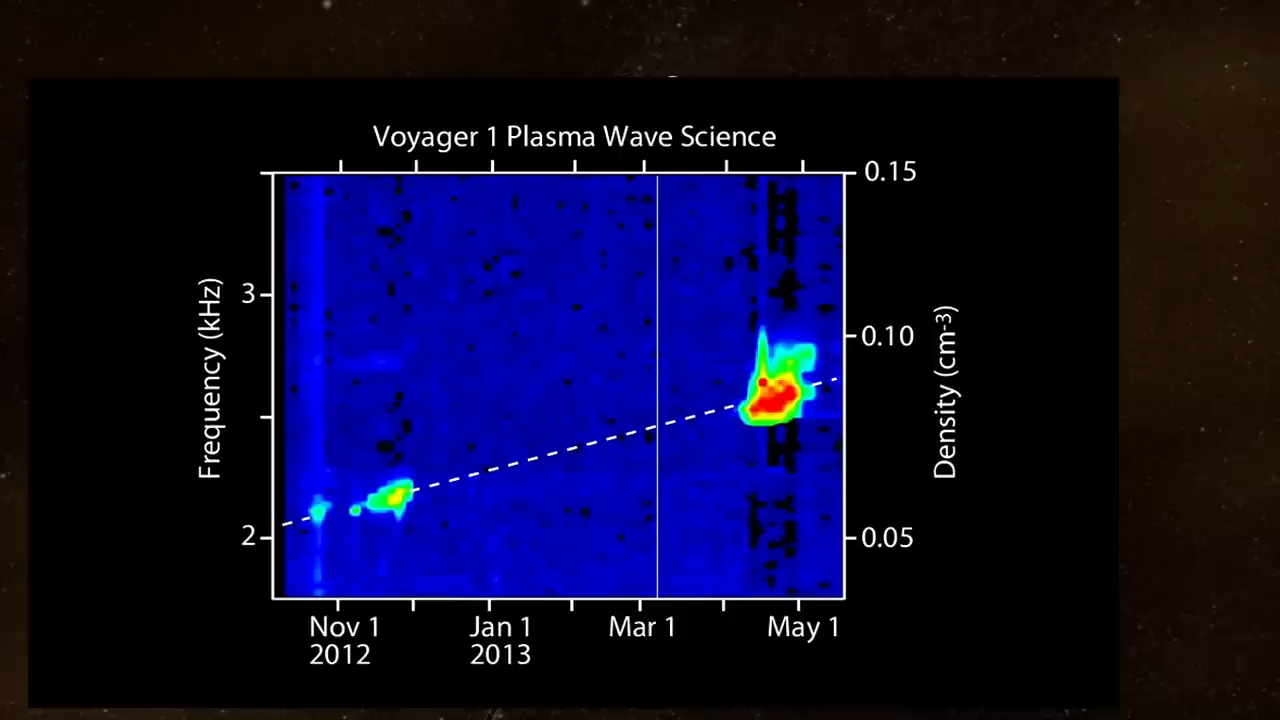 Voyager 1 Plasma Wave Science
0.15
3
0.10
Frequency (kHz)
Density (cm-3)
2
0.05
Nov 1
2012
Jan 1
2013
Mar 1
May 1